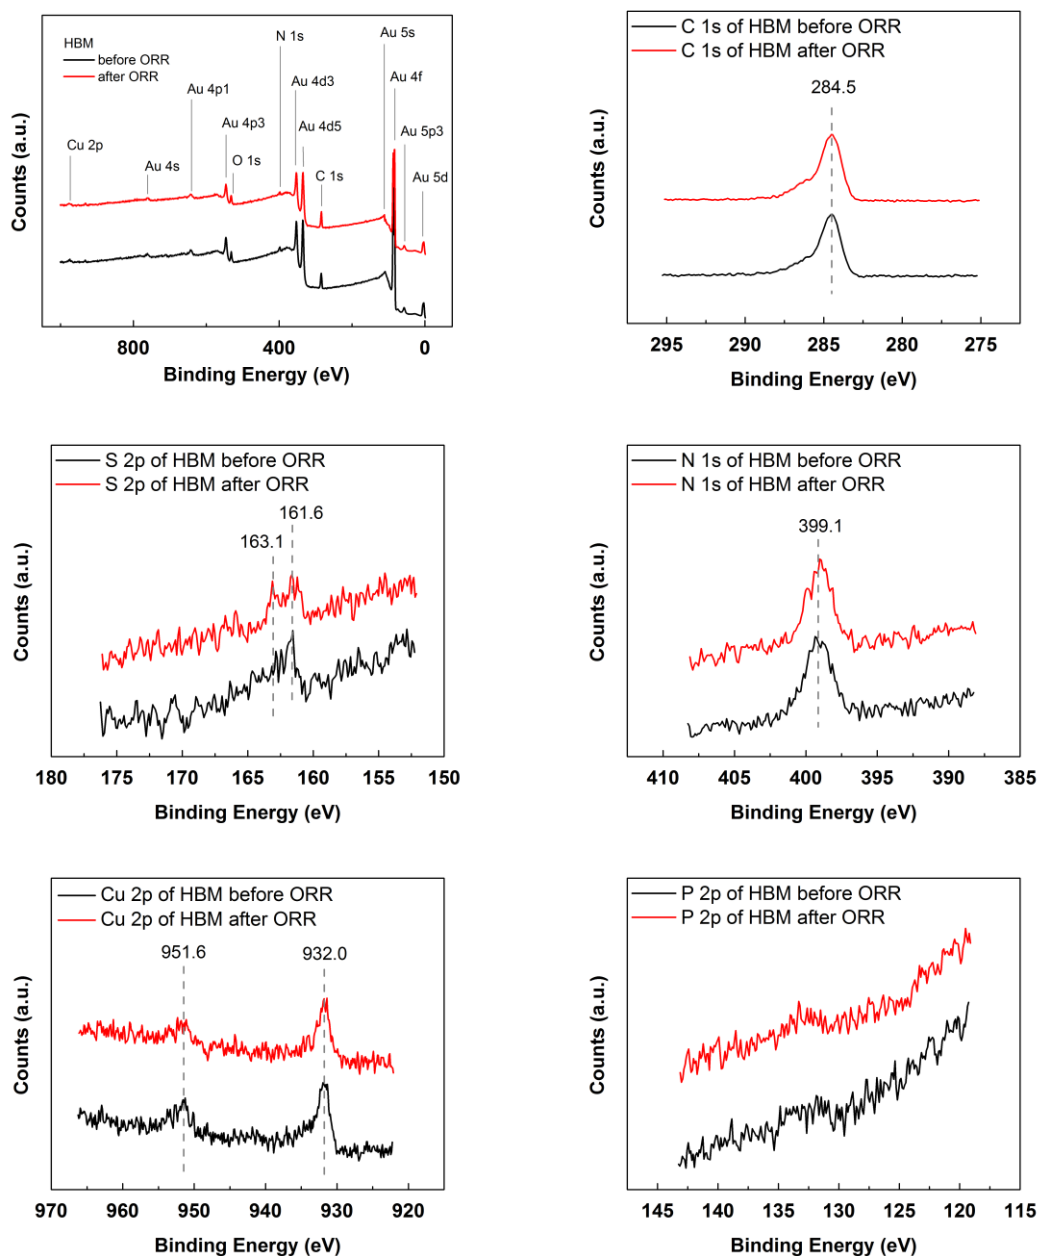 HBM
before ORR
after ORR
N 1s
Au 5s
Au 4f
Au 4d3
Au 4p1
Au 4p3
Au 4d5
Au 5p3
Cu 2p
Au 4s
O 1s
C 1s
Au 5d
Counts (a.u.)
800
400
0
Binding Energy (eV)
C 1s of HBM before ORR
C 1s of HBM after ORR
284.5
Counts (a.u.)
295
290
285
280
275
Binding Energy (eV)
S 2p of HBM before ORR
S 2p of HBM after ORR
161.6
163.1
Counts (a.u.)
180
175
170
165
160
155
150
Binding Energy (eV)
N 1s of HBM before ORR
N 1s of HBM after ORR
399.1
Counts (a.u.)
410
405
400
395
390
385
Binding Energy (eV)
Cu 2p of HBM before ORR
Cu 2p of HBM after ORR
951.6
932.0
Counts (a.u.)
970
960
950
940
930
920
Binding Energy (eV)
P 2p of HBM before ORR
P 2p of HBM after ORR
Counts (a.u.)
145
140
135
130
125
120
115
Binding Energy (eV)